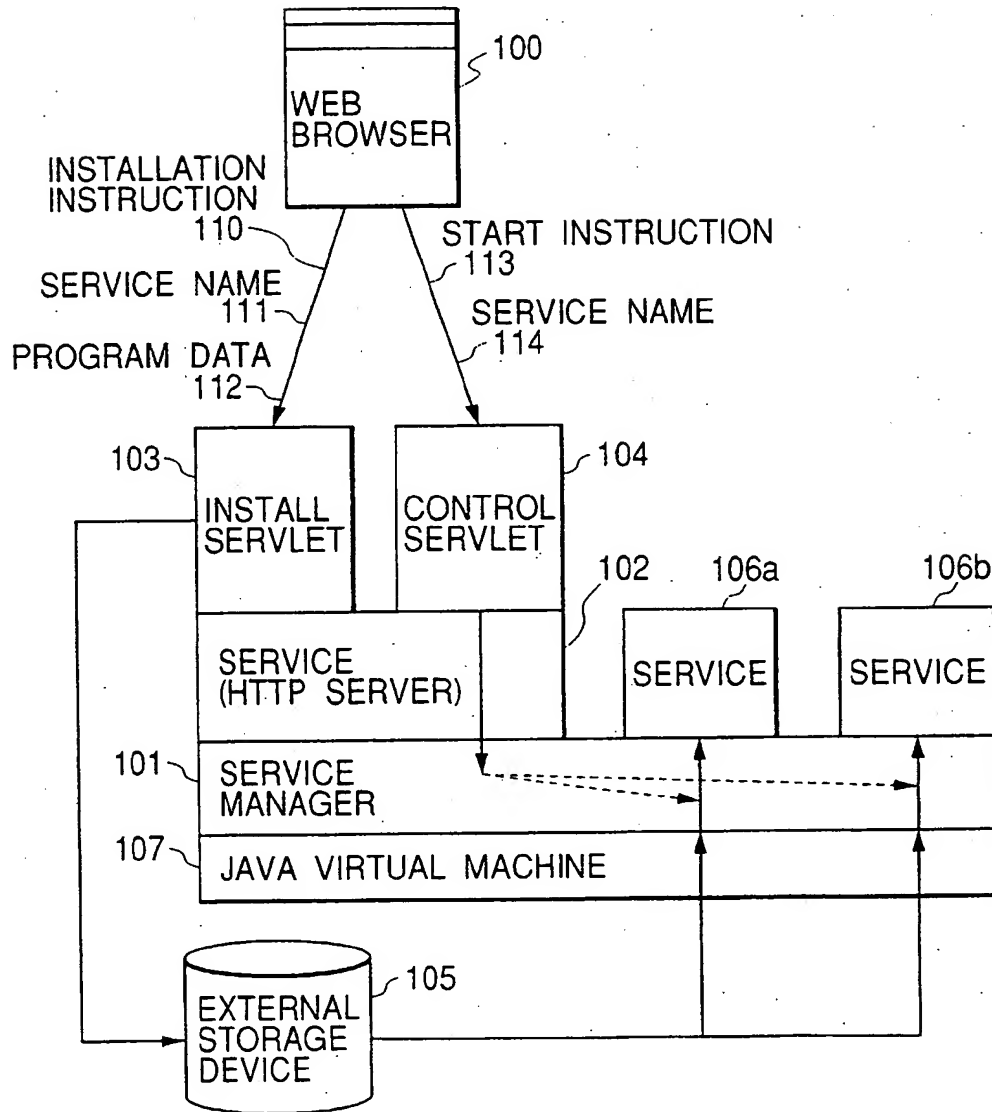 100
WEB
BROWSER
INSTALLATION
INSTRUCTION
110
START INSTRUCTION
113
SERVICE NAME
111
SERVICE NAME
114
PROGRAM DATA
112
103
104
INSTALL
SERVLET
CONTROL
SERVLET
102
106a
106b
SERVICE
(HTTP SERVER)
SERVICE
SERVICE
101
SERVICE
MANAGER
107
JAVA VIRTUAL MACHINE
105
EXTERNAL
STORAGE
DEVICE